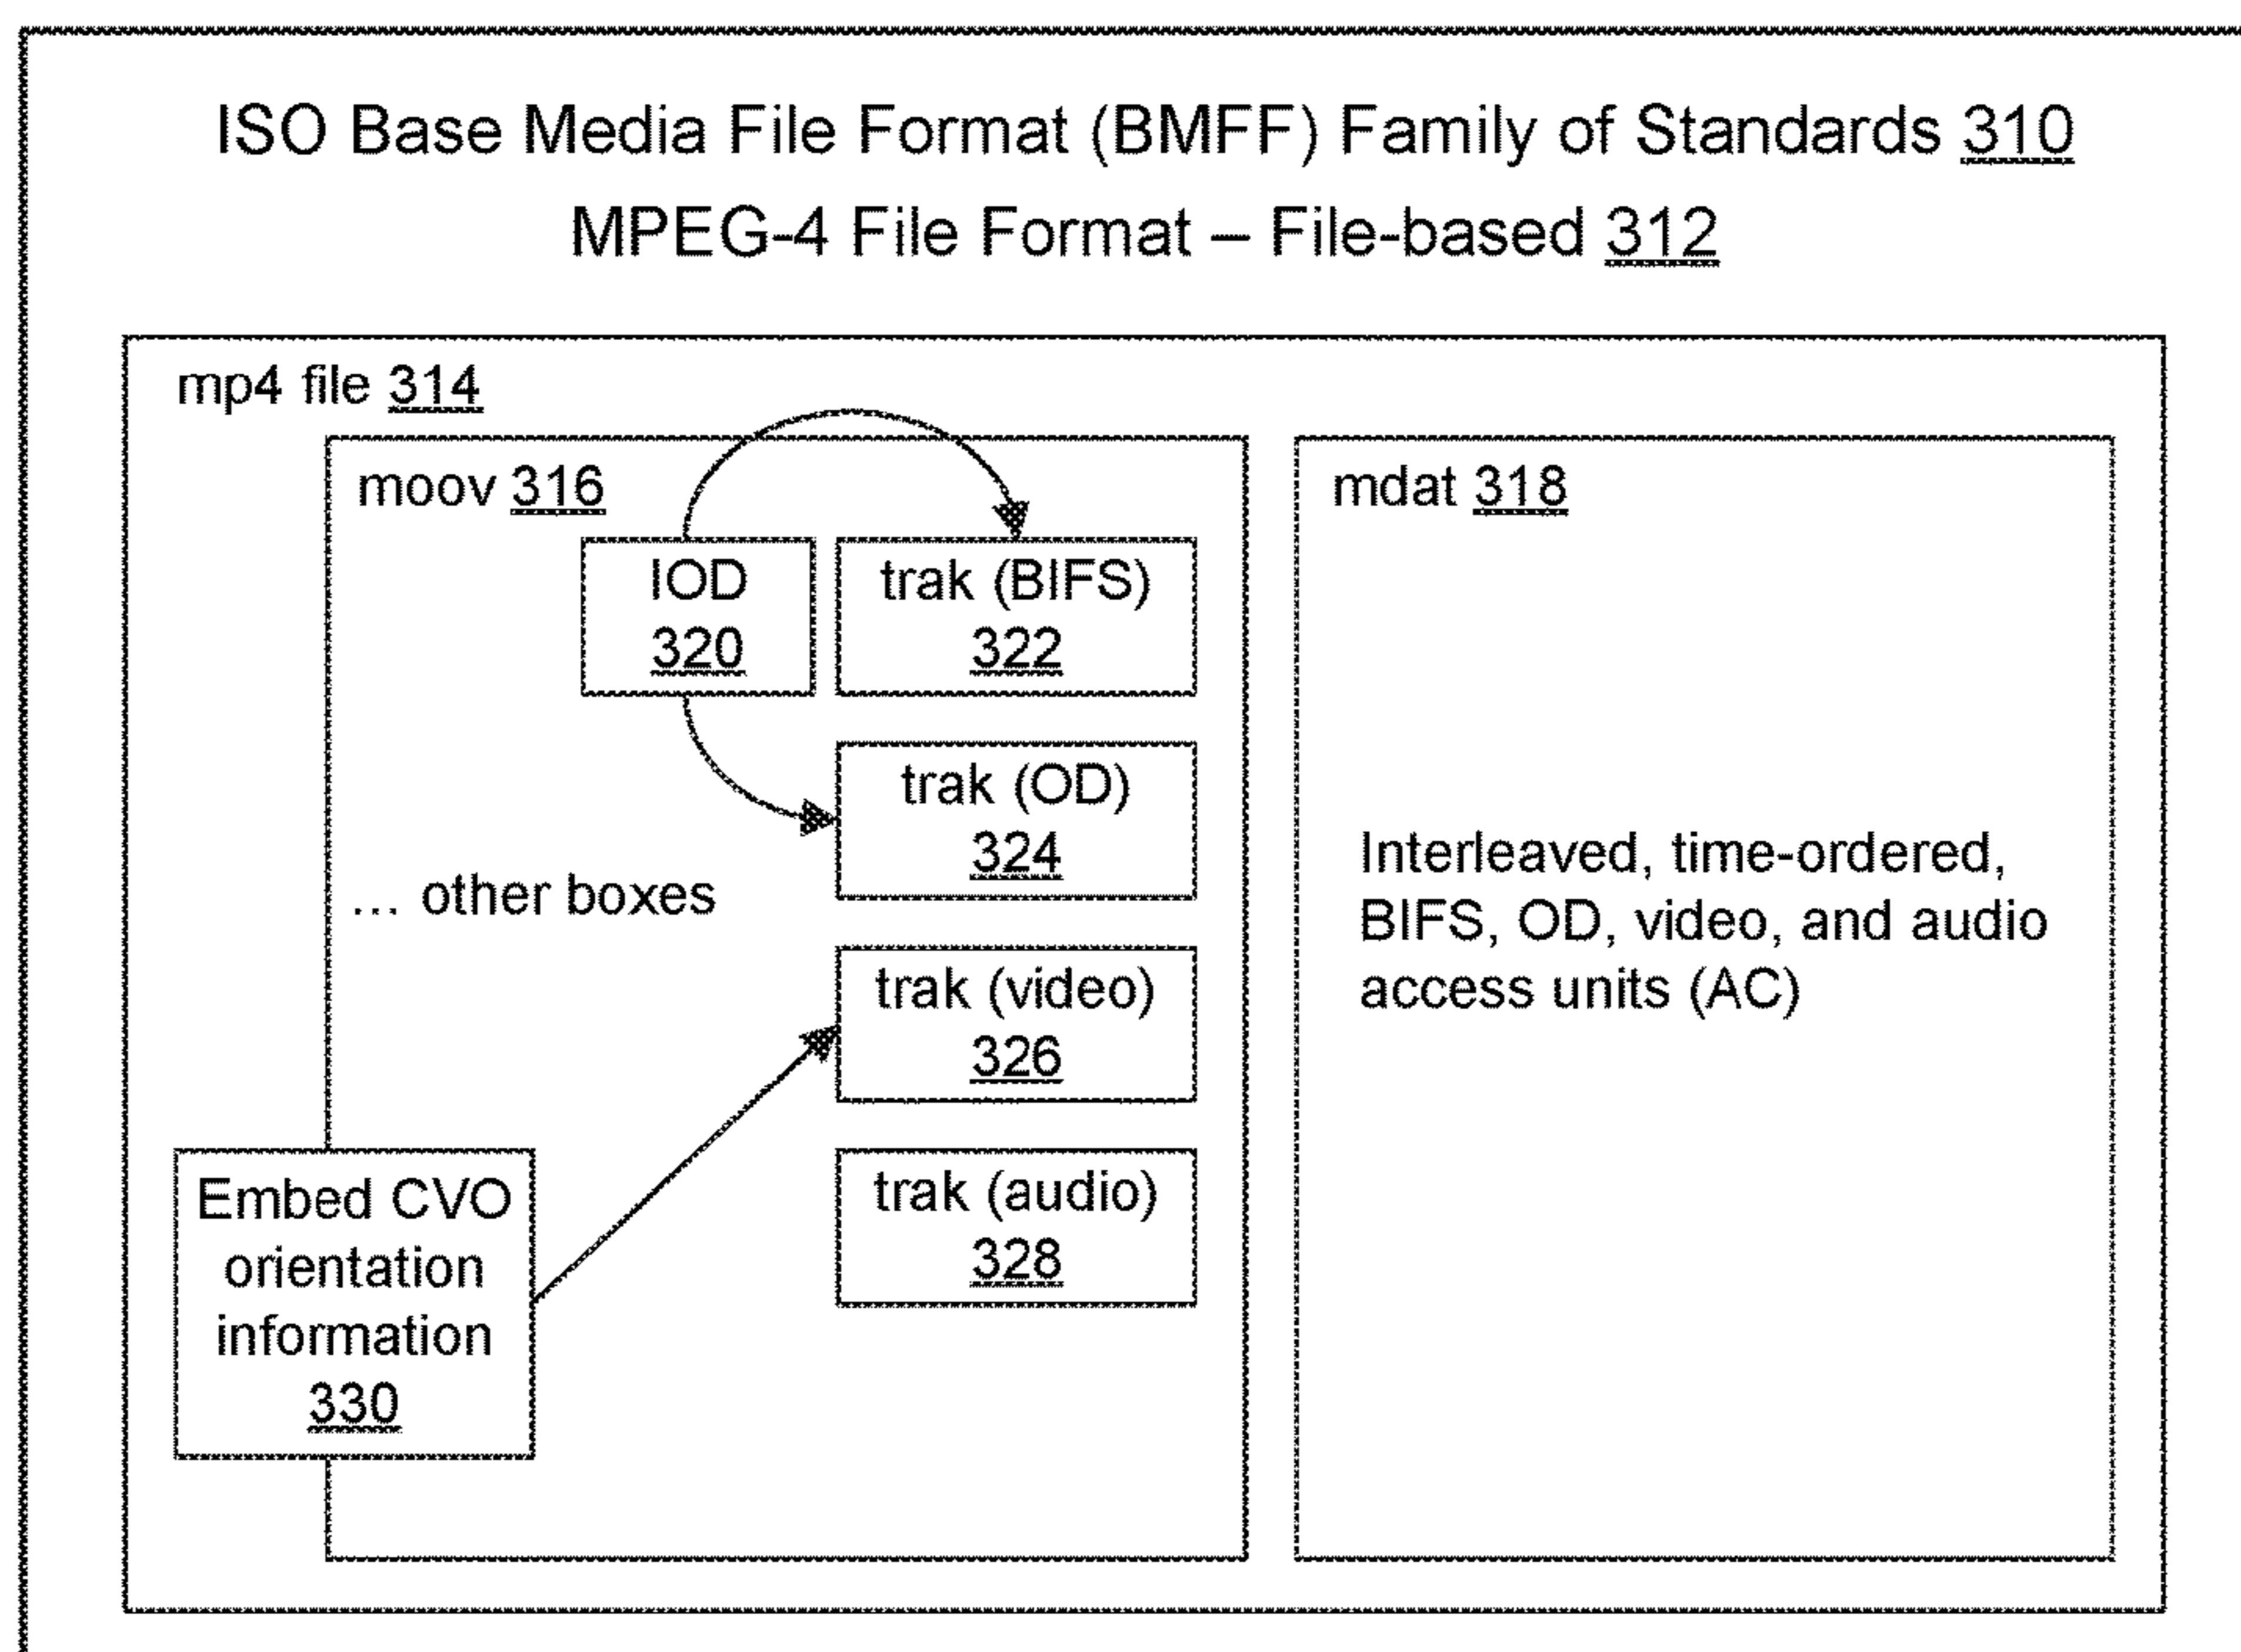 ISO Base Media File Format (BMFF) Family of Standards 310
MPEG-4 File Format – File-based 312
mp4 file 314
moov 316
IOD
320
trak (BIFS)
322
trak (OD)
324
... other boxes
trak (video)
326
Embed CVO
orientation
information
330
trak (audio)
328
mdat 318
Interleaved, time-ordered,
BIFS, OD, video, and audio
access units (AC)